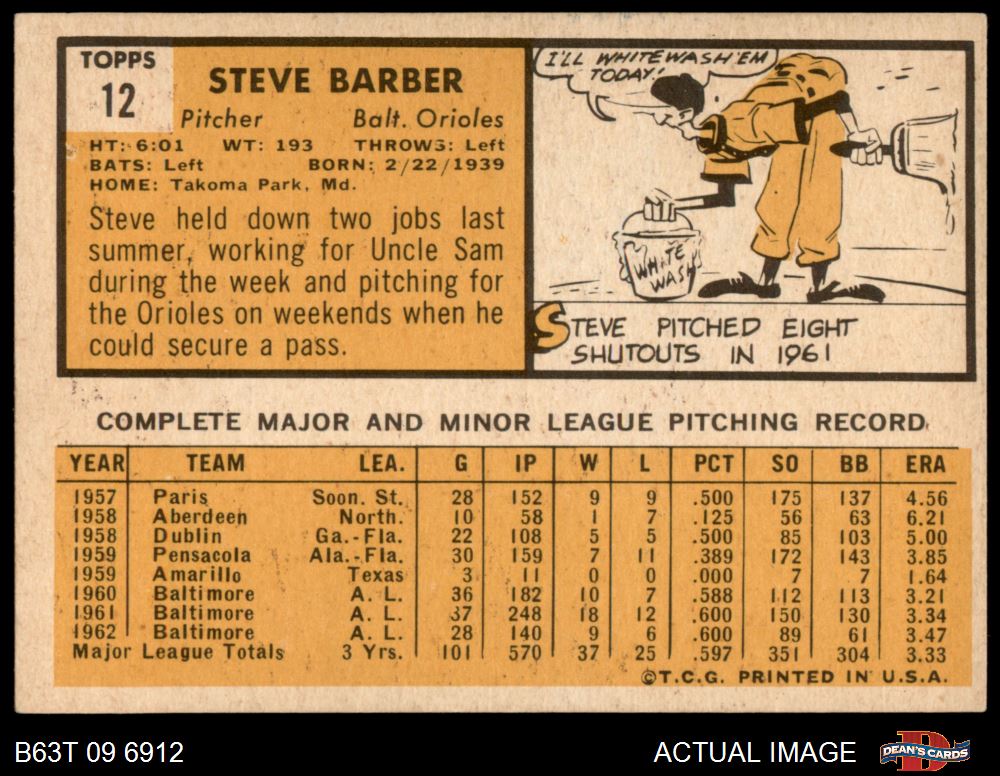 TOPPS
12
STEVE BARBER
Pitcher Balt. Orioles
HT: 6:01 WT: 193 THROWS: Left
BATS: Left BORN: 2/22/1939
HOME: Takoma Park, Md.
Steve held down two jobs last
summer, working for Uncle Sam
during the week and pitching for
the Orioles on weekends when he
could secure a pass.
I'LL WHITEWASH 'EM
TODAY!
WHITE
WASH
STEVE PITCHED EIGHT
SHUTOUTS IN 1961
COMPLETE MAJOR AND MINOR LEAGUE PITCHING RECORD
YEAR TEAM LEA. G IP W L PCT SO BB ERA
1957 Paris Soon. St. 28 152 9 9 .500 175 137 4.56
1958 Aberdeen North. 10 58 1 7 .125 56 63 6.21
1958 Dublin Ga.-Fla. 22 108 5 5 .500 85 103 5.00
1959 Pensacola Ala.-Fla. 30 159 7 11 .389 172 143 3.85
1959 Amarillo Texas 3 11 0 0 .000 7 7 1.64
1960 Baltimore A. L. 36 182 10 7 .588 112 113 3.21
1961 Baltimore A. L. 37 248 18 12 .600 150 130 3.34
1962 Baltimore A. L. 28 140 9 6 .600 89 61 3.47
Major League Totals 3 Yrs. 101 570 37 25 .597 351 304 3.33
©T.C.G. PRINTED IN U.S.A.
B63T 09 6912 ACTUAL IMAGE DEAN'S CARDS